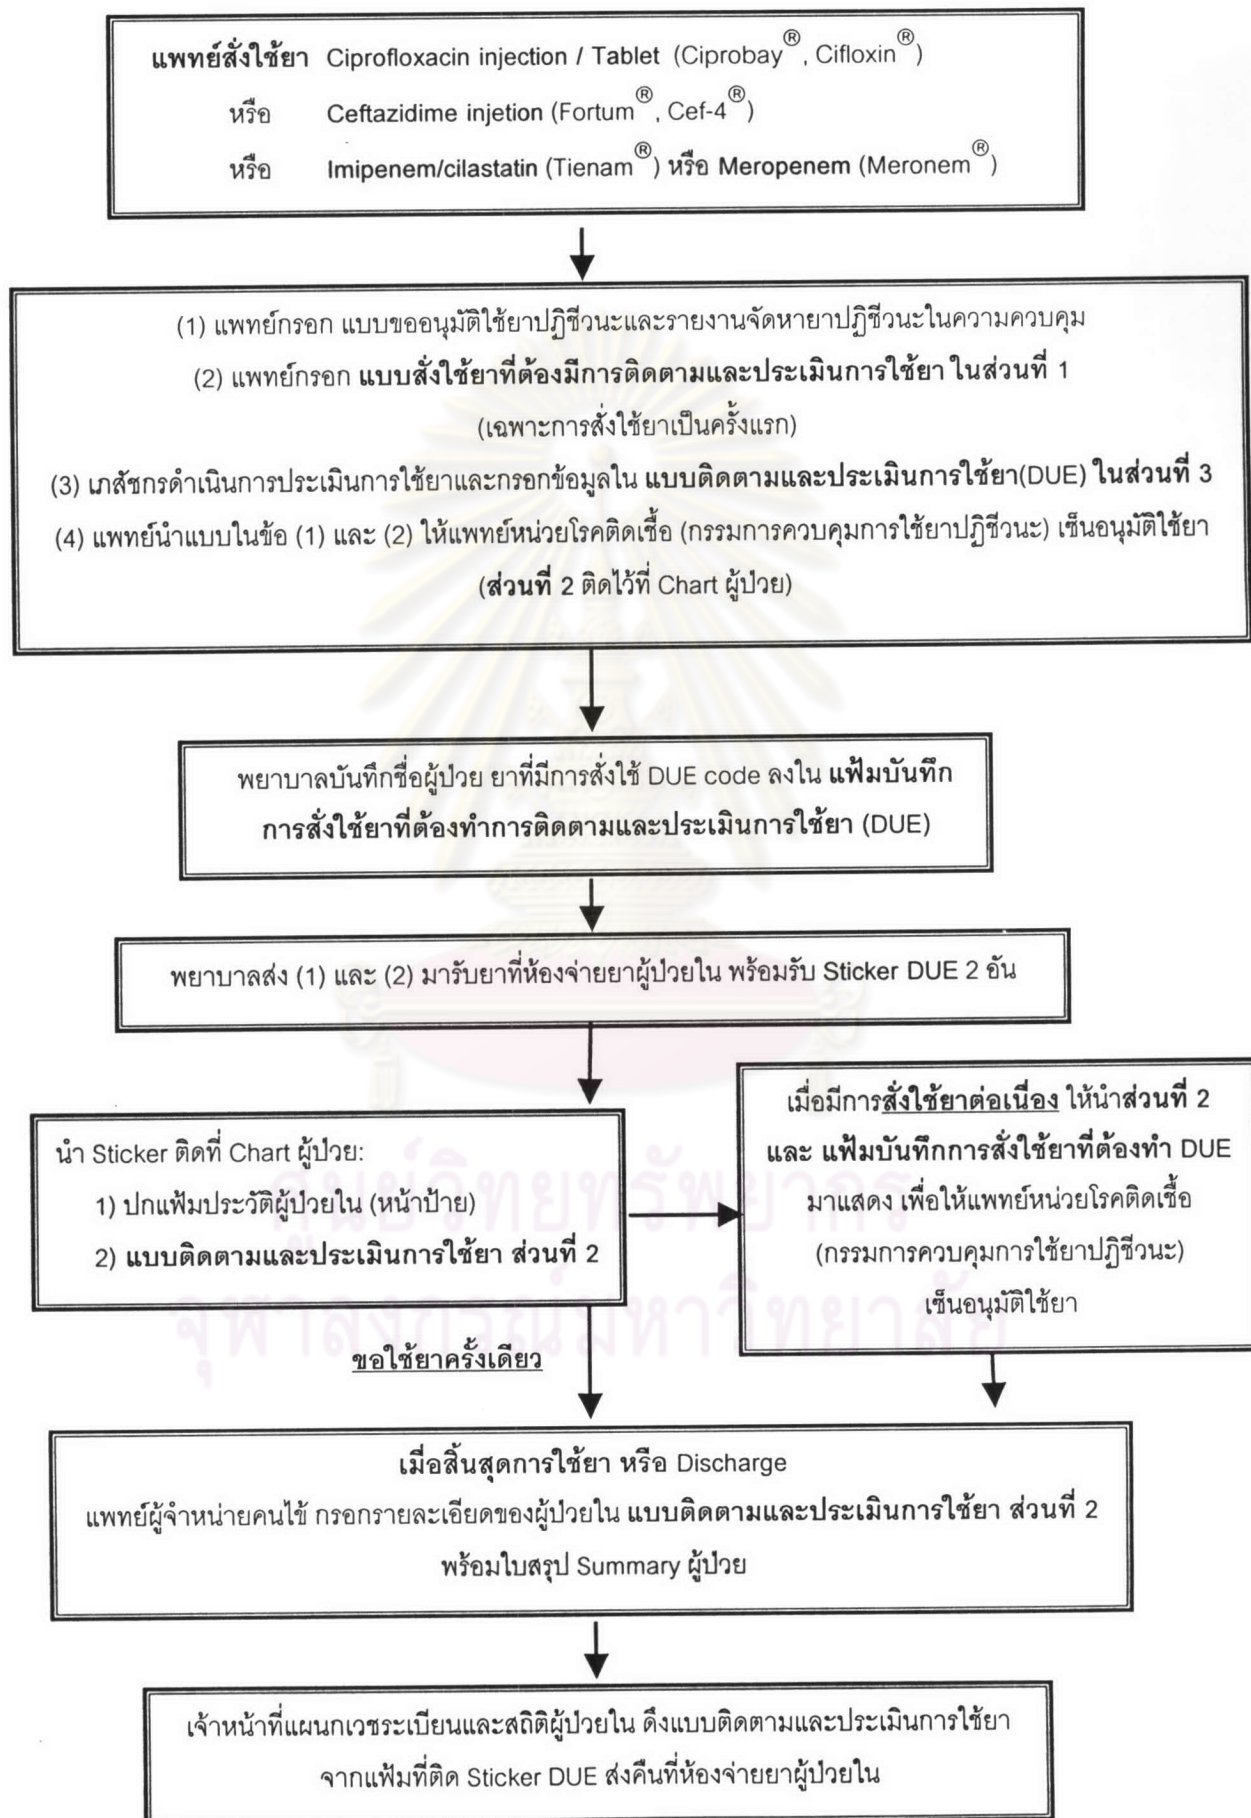 แพทย์สั่งใช้ยา Ciprofloxacin injection / Tablet (Ciprobay®, Cifloxin®)
หรือ Ceftazidime injetion (Fortum®, Cef-4®)
หรือ Imipenem/cilastatin (Tienam®) หรือ Meropenem (Meronem®)
(1) แพทย์กรอก แบบขออนุมัติใช้ยาปฏิชีวนะและรายงานจัดหายาปฏิชีวนะในความควบคุม
(2) แพทย์กรอก แบบสั่งใช้ยาที่ต้องมีการติดตามและประเมินการใช้ยา ในส่วนที่ 1
(เฉพาะการสั่งใช้ยาเป็นครั้งแรก)
(3) เภสัชกรดำเนินการประเมินการใช้ยาและกรอกข้อมูลใน แบบติดตามและประเมินการใช้ยา(DUE) ในส่วนที่ 3
(4) แพทย์นำแบบในข้อ (1) และ (2) ให้แพทย์หน่วยโรคติดเชื้อ (กรรมการควบคุมการใช้ยาปฏิชีวนะ) เซ็นอนุมัติใช้ยา
(ส่วนที่ 2 ติดไว้ที่ Chart ผู้ป่วย)
พยาบาลบันทึกชื่อผู้ป่วย ยาที่มีการสั่งใช้ DUE code ลงใน แฟ้มบันทึก
การสั่งใช้ยาที่ต้องทำการติดตามและประเมินการใช้ยา (DUE)
พยาบาลส่ง (1) และ (2) มารับยาที่ห้องจ่ายยาผู้ป่วยใน พร้อมรับ Sticker DUE 2 อัน
นำ Sticker ติดที่ Chart ผู้ป่วย:
1) ปกแฟ้มประวัติผู้ป่วยใน (หน้าป้าย)
2) แบบติดตามและประเมินการใช้ยา ส่วนที่ 2
เมื่อมีการสั่งใช้ยาต่อเนื่อง ให้นำส่วนที่ 2
และ แฟ้มบันทึกการสั่งใช้ยาที่ต้องทำ DUE
มาแสดง เพื่อให้แพทย์หน่วยโรคติดเชื้อ
(กรรมการควบคุมการใช้ยาปฏิชีวนะ)
เซ็นอนุมัติใช้ยา
ศูนย์วิทยทรัพยากร
จุฬาลงกรณ์มหาวิทยาลัย
ขอใช้ยาครั้งเดียว
เมื่อสิ้นสุดการใช้ยา หรือ Discharge
แพทย์ผู้จำหน่ายคนไข้ กรอกรายละเอียดของผู้ป่วยใน แบบติดตามและประเมินการใช้ยา ส่วนที่ 2
พร้อมใบสรุป Summary ผู้ป่วย
เจ้าหน้าที่แผนกเวชระเบียนและสถิติผู้ป่วยใน ดึงแบบติดตามและประเมินการใช้ยา
จากแฟ้มที่ติด Sticker DUE ส่งคืนที่ห้องจ่ายยาผู้ป่วยใน